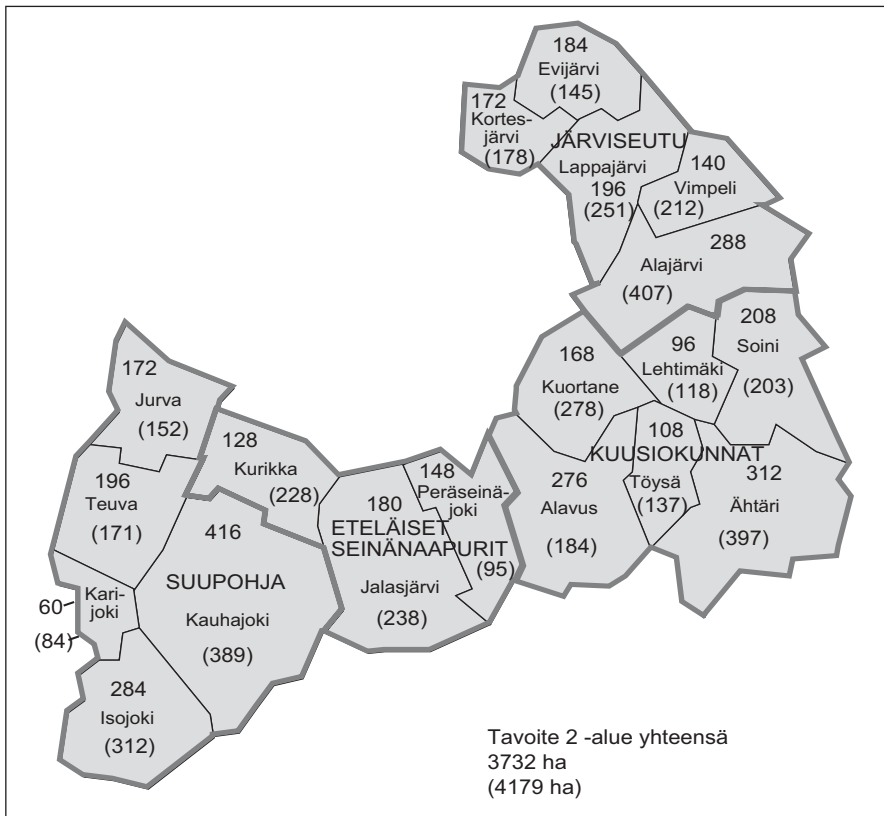 184
Evijärvi
(145)
172
Kortes-
järvi
(178)
JÄRVISEUTU
Lappajärvi
196
(251)
140
Vimpeli
(212)
288
Alajärvi
(407)
208
Soini
(203)
96
Lehtimäki
(118)
168
Kuortane
(278)
108
KUUSIOKUNNAT
Töysä
(137)
312
Ähtäri
(397)
276
Alavus
(184)
172
Jurva
(152)
128
Kurikka
(228)
148
Peräseinä-
joki
(95)
180
ETELÄISET
SEINÄNAAPURIT
Jalasjärvi
(238)
196
Teuva
(171)
416
SUUPOHJA
Kauhajoki
(389)
Kari-
joki
60
(84)
284
Isojoki
(312)
Tavoite 2 -alue yhteensä
3732 ha
(4179 ha)